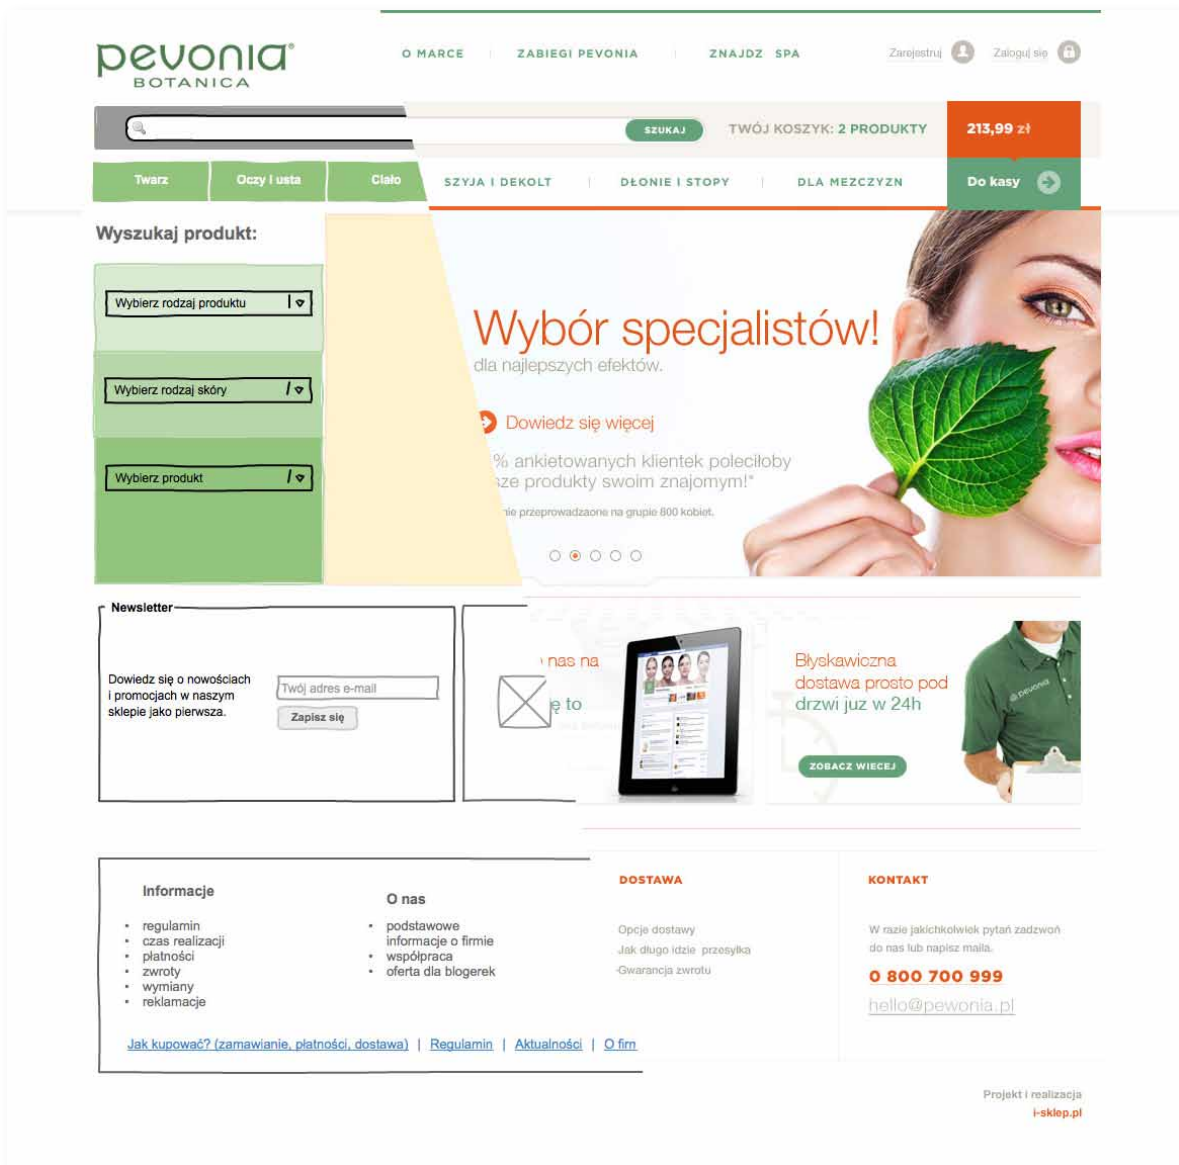 pevonia®
BOTANICA
O MARCE
ZABIEGI PEVONIA
ZNAJDZ SPA
Zarejestruj
Zaloguj sie
SZUKAJ
TWÓJ KOSZYK: 2 PRODUKTY
213,99 zł
Twarz
Oczy i usta
Ciało
SZYJA I DEKOLT
DŁONIE I STOPY
DLA MEZCZYZN
Do kasy
Wyszukaj produkt:
Wybierz rodzaj produktu
Wybierz rodzaj skóry
Wybierz produkt
Wybór specjalistów!
dla najlepszych efektów.
Dowiedz się więcej
% ankietowanych klientek poleciłoby
sze produkty swoim znajomym!"
nie przeprowadzaone na grupie 800 kobiet.
Newsletter
Dowiedz się o nowościach
i promocjach w naszym
sklepie jako pierwsza.
Twój adres e-mail
Zapisz się
nas na
ę to
Błyskawiczna
dostawa prosto pod
drzwi juz w 24h
ZOBACZ WIECEJ
pevonia
Informacje
• regulamin
• czas realizacji
• płatności
• zwroty
• wymiany
• reklamacje
O nas
• podstawowe
informacje o firmie
• współpraca
• oferta dla blogerek
DOSTAWA
Opcje dostawy
Jak długo idzie przesyłka
-Gwarancja zwrotu
KONTAKT
W razie jakichkolwiek pytań zadzwoń
do nas lub napisz maila.
0 800 700 999
hello@pewonia.pl
Jak kupować? (zamawianie, płatności, dostawa) | Regulamin | Aktualności | O firm
Projekt i realizacja
i-sklep.pl